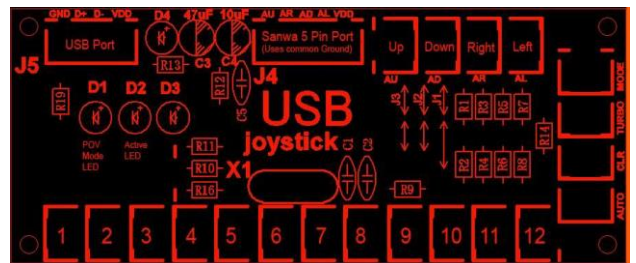 GND D+ D- VDD
D4
47uF
10uF
AU AR AD AL VDD
USB Port
Sanwa 5 Pin Port
(Uses common Ground)
Up
Down
Right
Left
J5
R13
C3
C4
J4
AU
AD
AR
AL
MODE
R19
D1
D2
D3
R12
C5
USB
joystick
J3
J2
J1
R1
R3
R5
R7
TURBO
R14
POV
Mode
LED
Active
LED
R11
R10
R16
X1
C1
C2
R2
R4
R6
R8
CLR
R9
AUTO
1
2
3
4
5
6
7
8
9
10
11
12